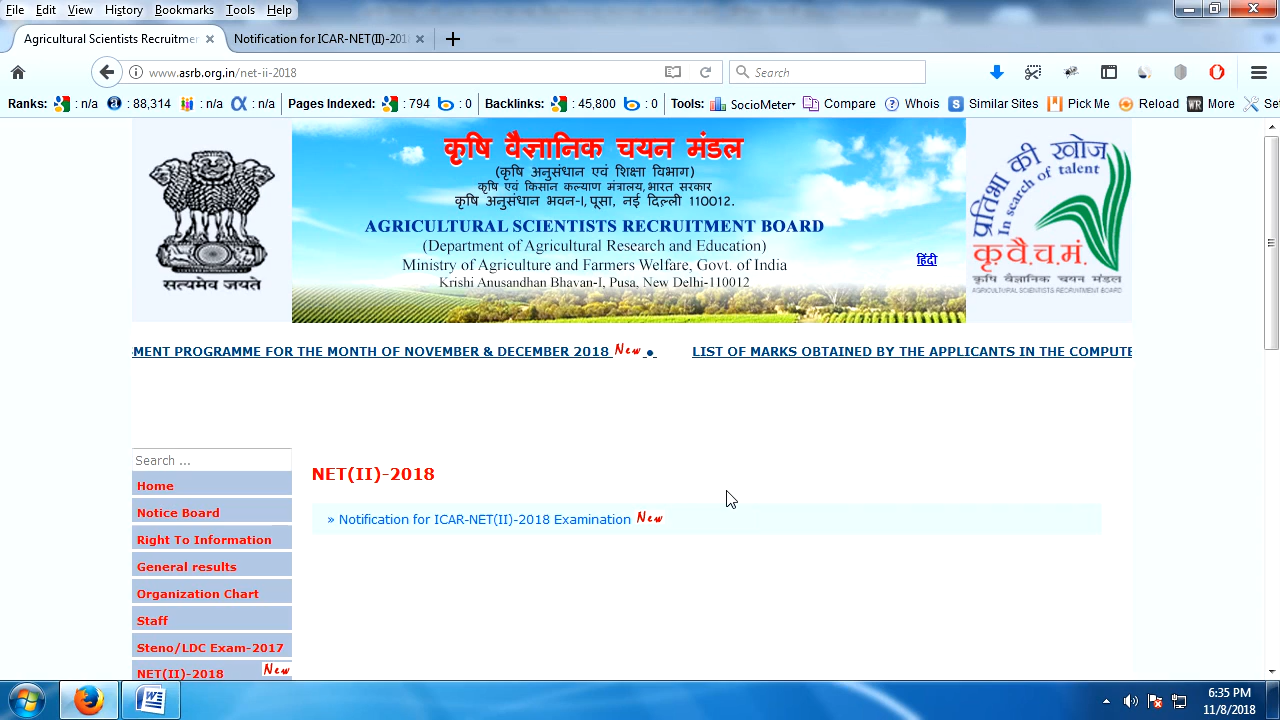 File Edit View History Bookmarks Tools Help
Agricultural Scientists Recruitme
Notification for ICAR-NET(II)-201
www.asrb.org.in/net-ii-2018
Search
Ranks: : n/a : 88,314 : n/a : n/a Pages Indexed: : 794 : 0 Backlinks: : 45,800 : 0 Tools: SocioMeter Compare Whois Similar Sites Pick Me Reload More Se
कृषि वैज्ञानिक चयन मंडल
(कृषि अनुसंधान एवं शिक्षा विभाग)
कृषि एवं किसान कल्याण मंत्रालय, भारत सरकार
कृषि अनुसंधान भवन-I, पूसा, नई दिल्ली 110012.
AGRICULTURAL SCIENTISTS RECRUITMENT BOARD
(Department of Agricultural Research and Education)
Ministry of Agriculture and Farmers Welfare, Govt. of India
Krishi Anusandhan Bhavan-I, Pusa, New Delhi-110012
हिंदी
सत्यमेव जयते
प्रतिभा की खोज
In search of talent
कृ.वै.च.मं.
कृषि वैज्ञानिक चयन मंडल
AGRICULTURAL SCIENTISTS RECRUITMENT BOARD
MENT PROGRAMME FOR THE MONTH OF NOVEMBER & DECEMBER 2018 New • LIST OF MARKS OBTAINED BY THE APPLICANTS IN THE COMPUTE
Search ...
Home
Notice Board
Right To Information
General results
Organization Chart
Staff
Steno/LDC Exam-2017
NET(II)-2018 New
NET(II)-2018
» Notification for ICAR-NET(II)-2018 Examination New
6:35 PM
11/8/2018